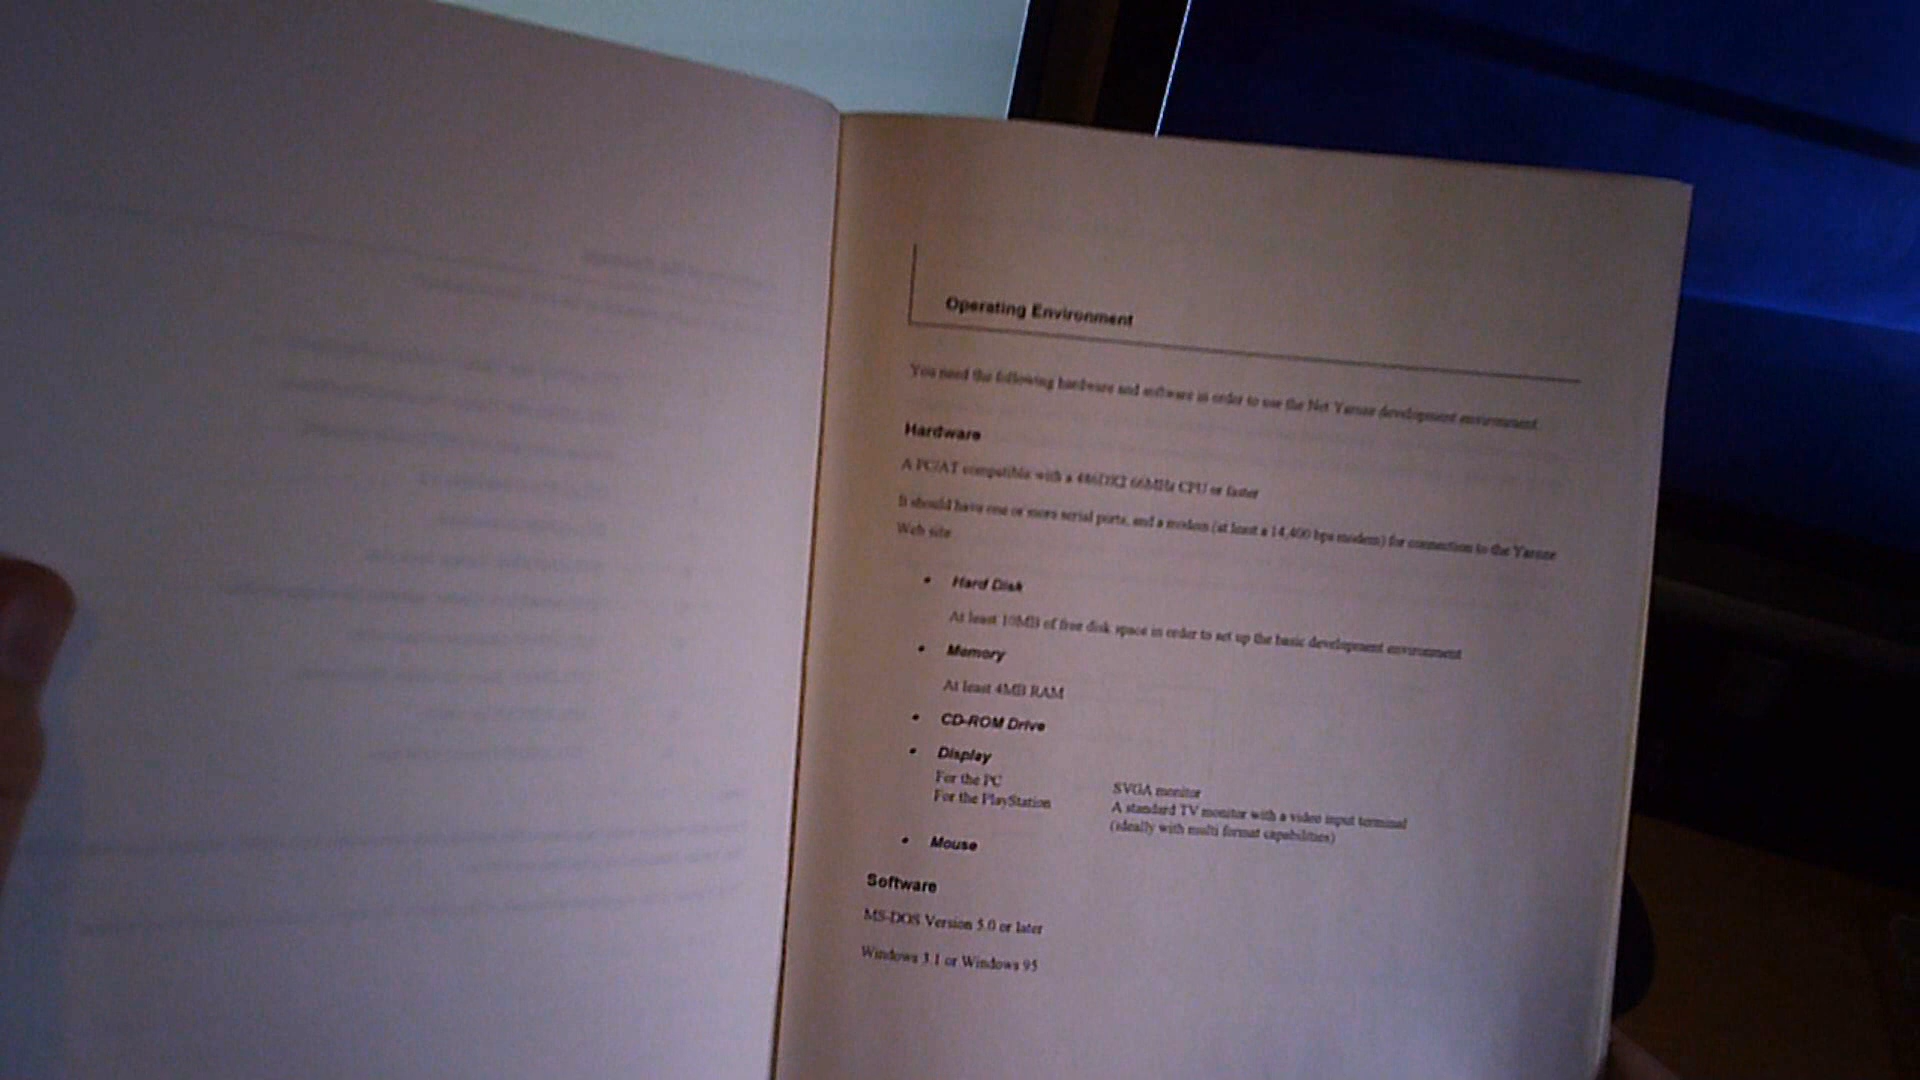 Operating Environment
You need the following hardware and software in order to use the Net Yaroze development environment.
Hardware
A PC/AT compatible with a 486DX2 66MHz CPU or faster
It should have one or more serial ports, and a modem (at least a 14,400 bps modem) for connection to the Yaroze
Web site
• Hard Disk
At least 10MB of free disk space in order to set up the basic development environment
• Memory
At least 4MB RAM
• CD-ROM Drive
• Display
For the PC SVGA monitor
For the PlayStation A standard TV monitor with a video input terminal
(ideally with multi format capabilities)
• Mouse
Software
MS-DOS Version 5.0 or later
Windows 3.1 or Windows 95